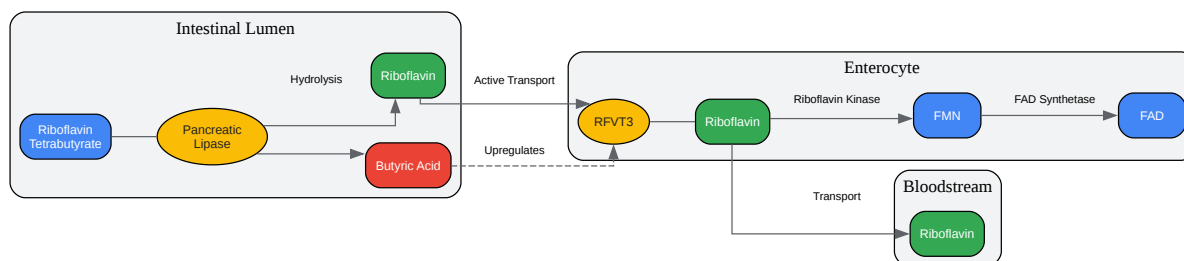 Intestinal Lumen
Riboflavin
Tetrabutyrate
Pancreatic
Lipase
Hydrolysis
Riboflavin
Butyric Acid
Active Transport
Upregulates
Enterocyte
RFVT3
Riboflavin
Riboflavin Kinase
FMN
FAD Synthetase
FAD
Transport
Bloodstream
Riboflavin